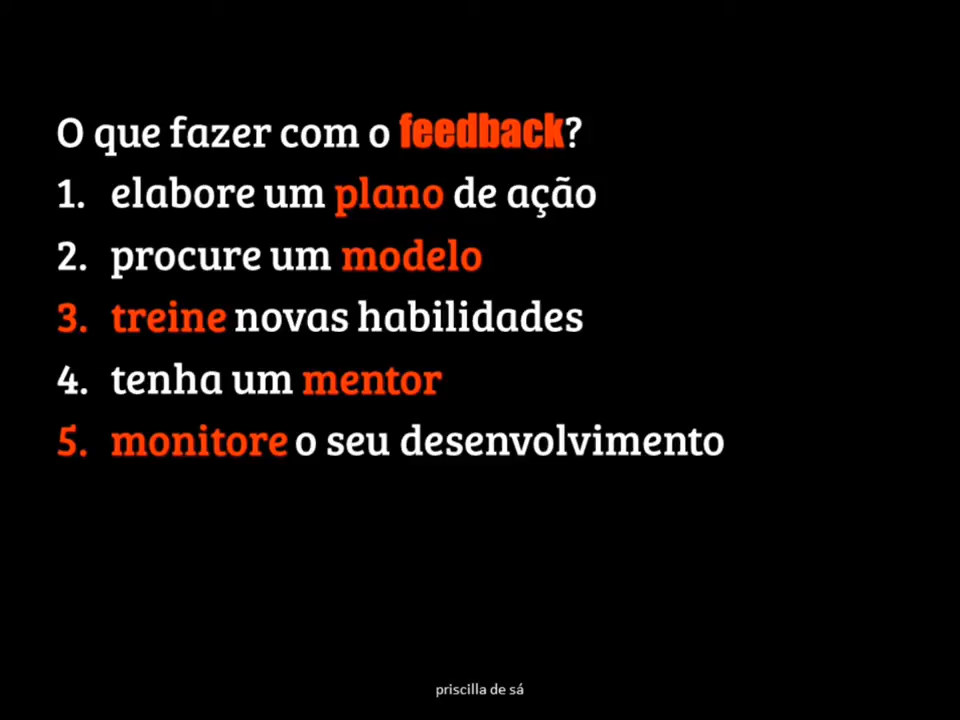 O que fazer com o feedback?
1. elabore um plano de ação
2. procure um modelo
3. treine novas habilidades
4. tenha um mentor
5. monitore o seu desenvolvimento
priscilla de sá